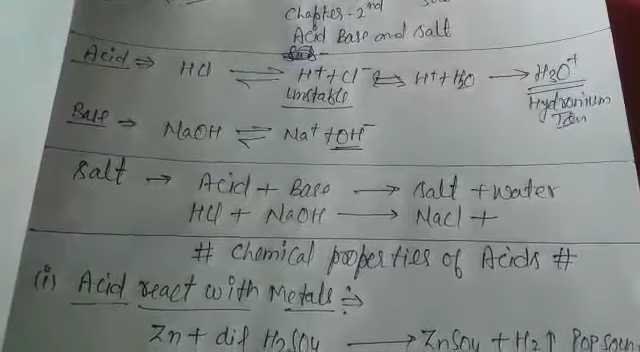 Chapter-2nd
Acid Base and Salt
Acid ⇒ HCl ⇌ H⁺ + Cl⁻ ⇌ H⁺ + H₂O → H₃O⁺
Unstable
Hydronium
Ion
Base ⇒ NaOH ⇌ Na⁺ + OH⁻
Salt → Acid + Base → Salt + water
HCl + NaOH → Nacl +
# Chemical properties of Acids #
(i) Acid react with Metals ⇒
Zn + dil H₂SO₄ → ZnSO₄ + H₂↑ Pop soun